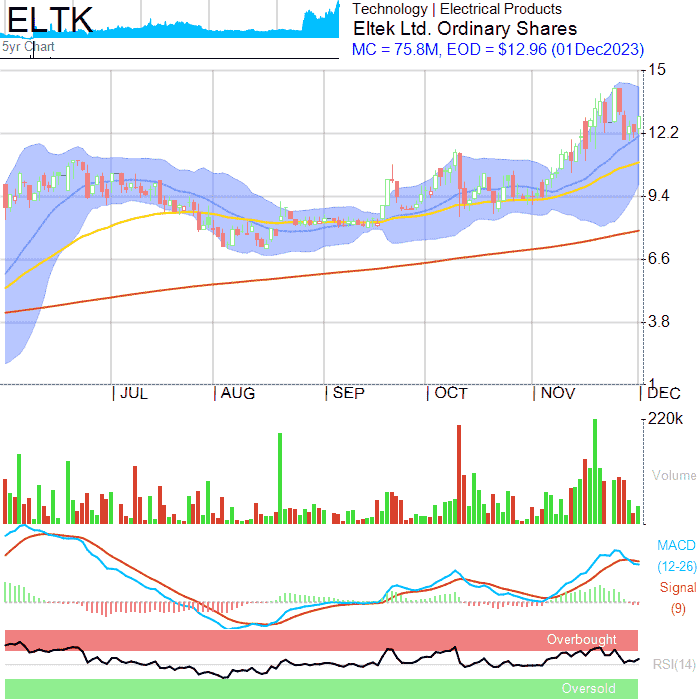 ELTK
5yr Chart
Technology | Electrical Products
Eltek Ltd. Ordinary Shares
MC = 75.8M, EOD = $12.96 (01Dec2023)
15
12.2
9.4
6.6
3.8
1
JUL
AUG
SEP
OCT
NOV
DEC
220k
Volume
MACD
(12-26)
Signal
(9)
Overbought
RSI(14)
Oversold